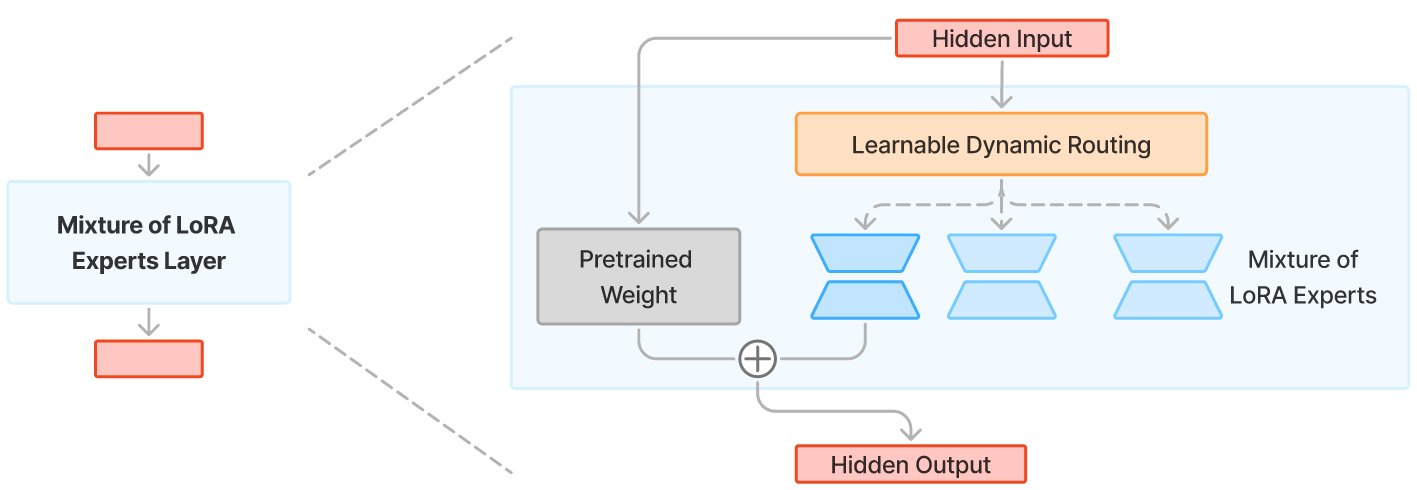 Mixture of LoRA
Experts Layer
Hidden Input
Learnable Dynamic Routing
Pretrained
Weight
Mixture of
LoRA Experts
Hidden Output